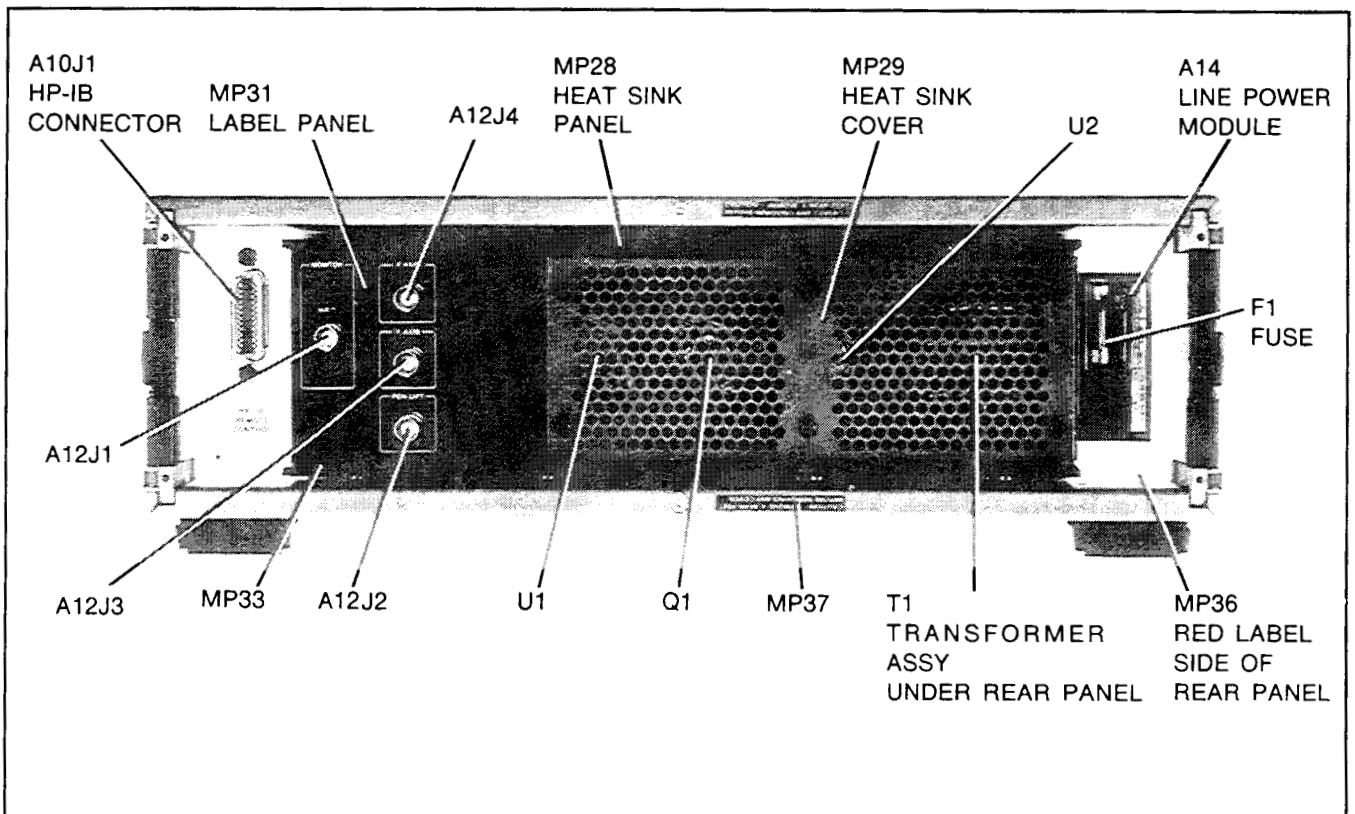 A10J1
HP-IB
CONNECTOR
MP31
LABEL PANEL
A12J4
MP28
HEAT SINK
PANEL
MP29
HEAT SINK
COVER
U2
A14
LINE POWER
MODULE
F1
FUSE
A12J1
A12J3
MP33
A12J2
U1
Q1
MP37
T1
TRANSFORMER
ASSY
UNDER REAR PANEL
MP36
RED LABEL
SIDE OF
REAR PANEL